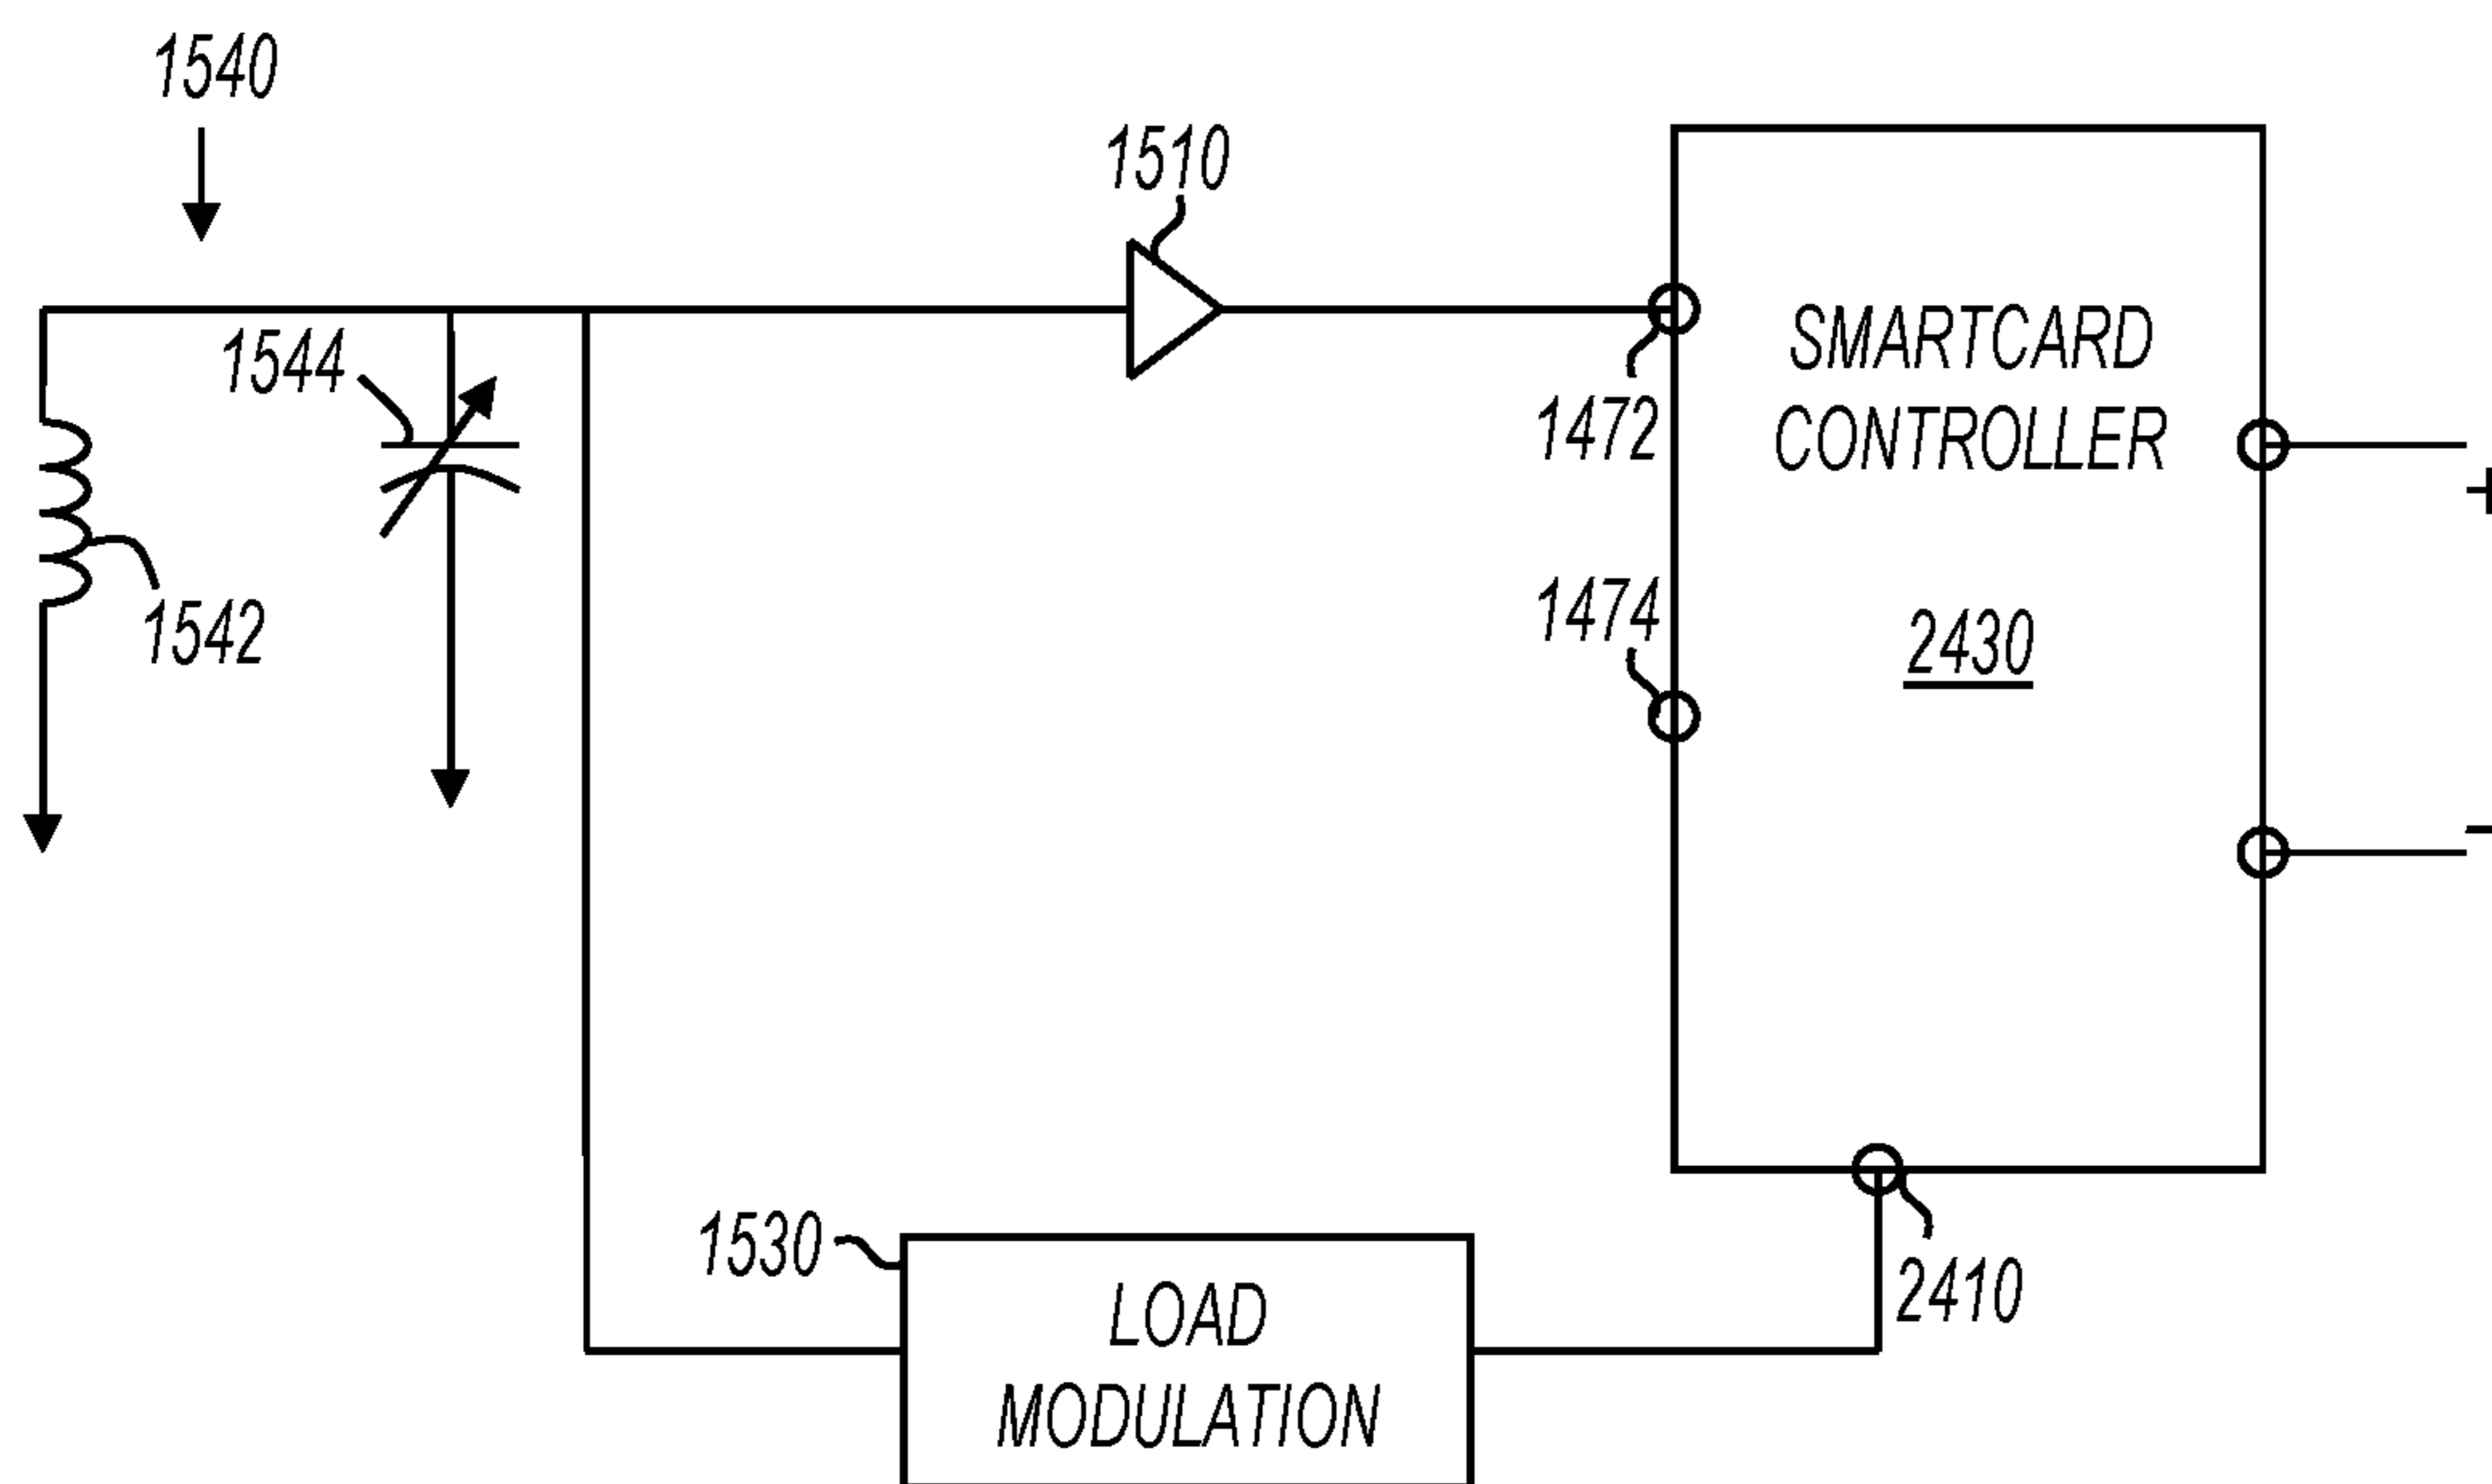 1540
1510
1544
1472
SMARTCARD
CONTROLLER
+
1474
1542
2430
-
1530
2410
LOAD
MODULATION